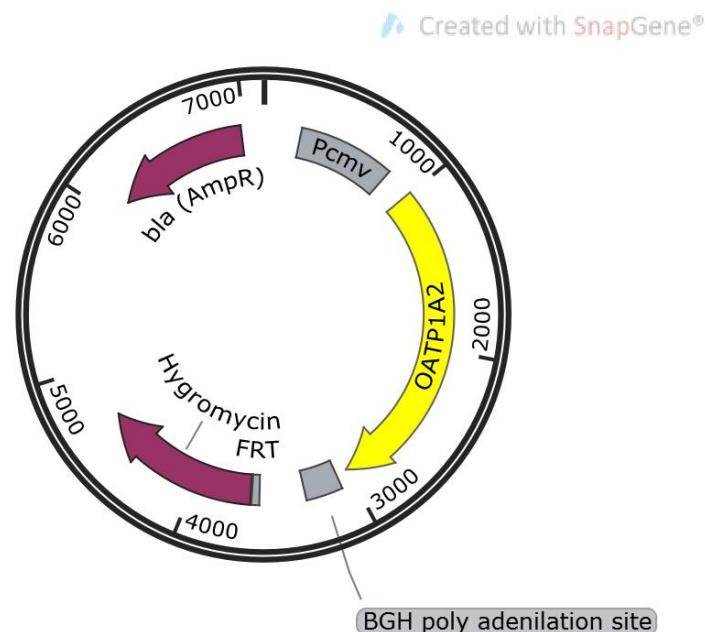 Created with SnapGene®
7000
Pcmv
1000
bla (AmpR)
6000
OATP1A2
2000
Hygromycin
FRT
5000
3000
4000
BGH poly adenilation site